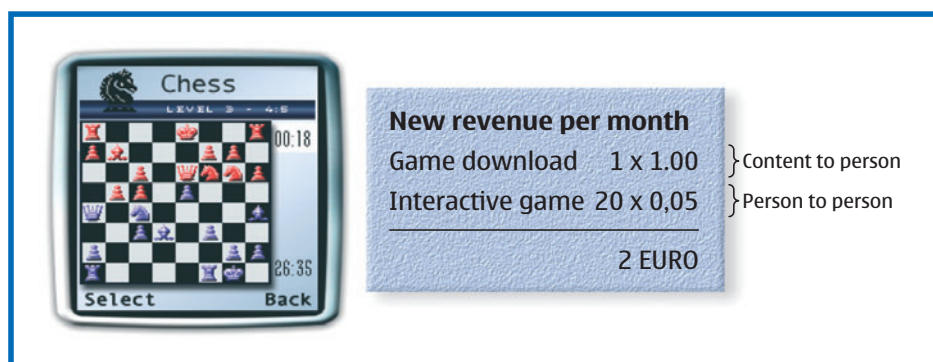 Chess
LEVEL 3 - 4:5
00:18
26:35
Select Back
New revenue per month
Game download 1 x 1.00 Content to person
Interactive game 20 x 0,05 Person to person
2 EURO